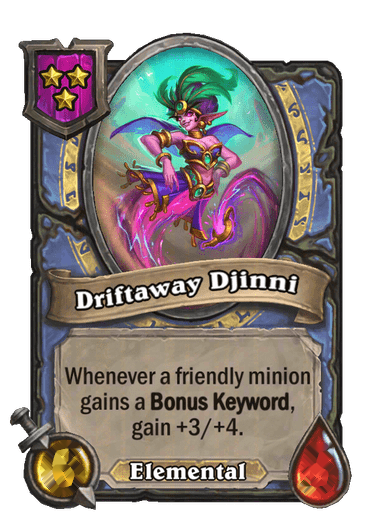 Driftaway Djinni
Whenever a friendly minion
gains a Bonus Keyword,
gain +3/+4.
Elemental